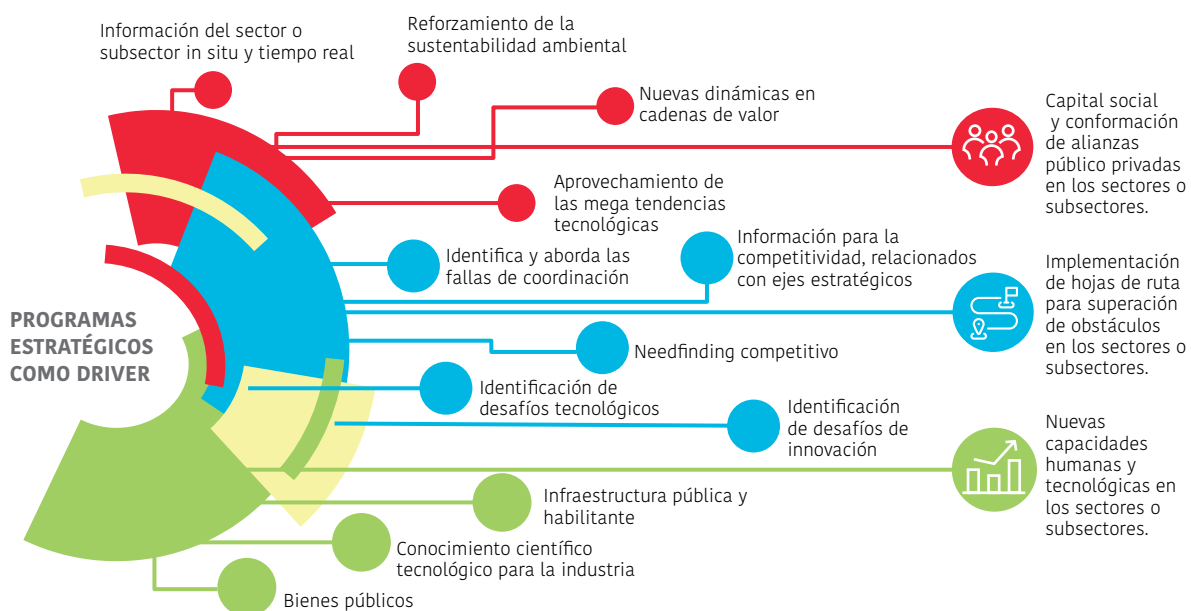 Información del sector o
subsector in situ y tiempo real
Reforzamiento de la
sustentabilidad ambiental
Nuevas dinámicas en
cadenas de valor
Capital social
y conformación
de alianzas
público privadas
en los sectores o
subsectores.
Aprovechamiento de
las mega tendencias
tecnológicas
Identifica y aborda las
fallas de coordinación
Información para la
competitividad, relacionados
con ejes estratégicos
Implementación
de hojas de ruta
para superación
de obstáculos
en los sectores o
subsectores.
PROGRAMAS
ESTRATÉGICOS
COMO DRIVER
Needfinding competitivo
Identificación de
desafíos tecnológicos
Identificación
de desafíos de
innovación
Nuevas
capacidades
humanas y
tecnológicas en
los sectores o
subsectores.
Infraestructura pública y
habilitante
Conocimiento científico
tecnológico para la industria
Bienes públicos